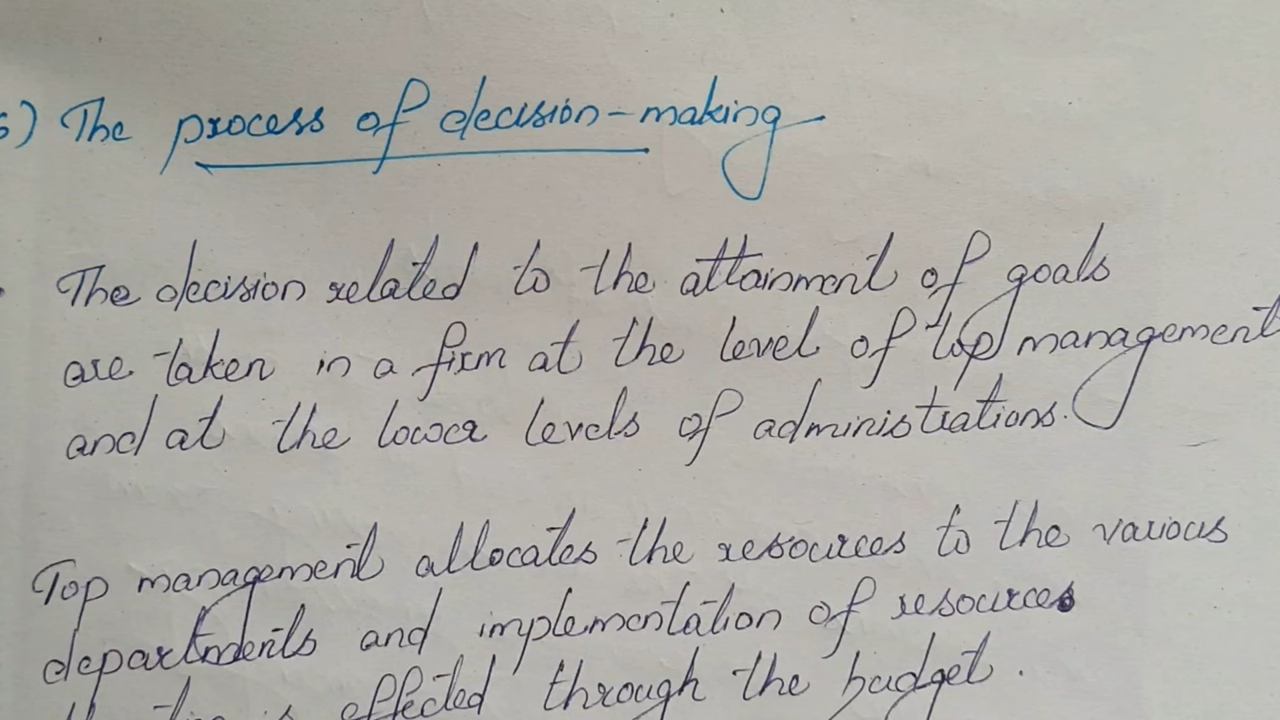 ) The process of decision-making
The decision related to the attainment of goals
are taken in a firm at the level of top management
and at the lower levels of administrations.
Top management allocates the resources to the various
departments and implementation of resources
effected through the budget.